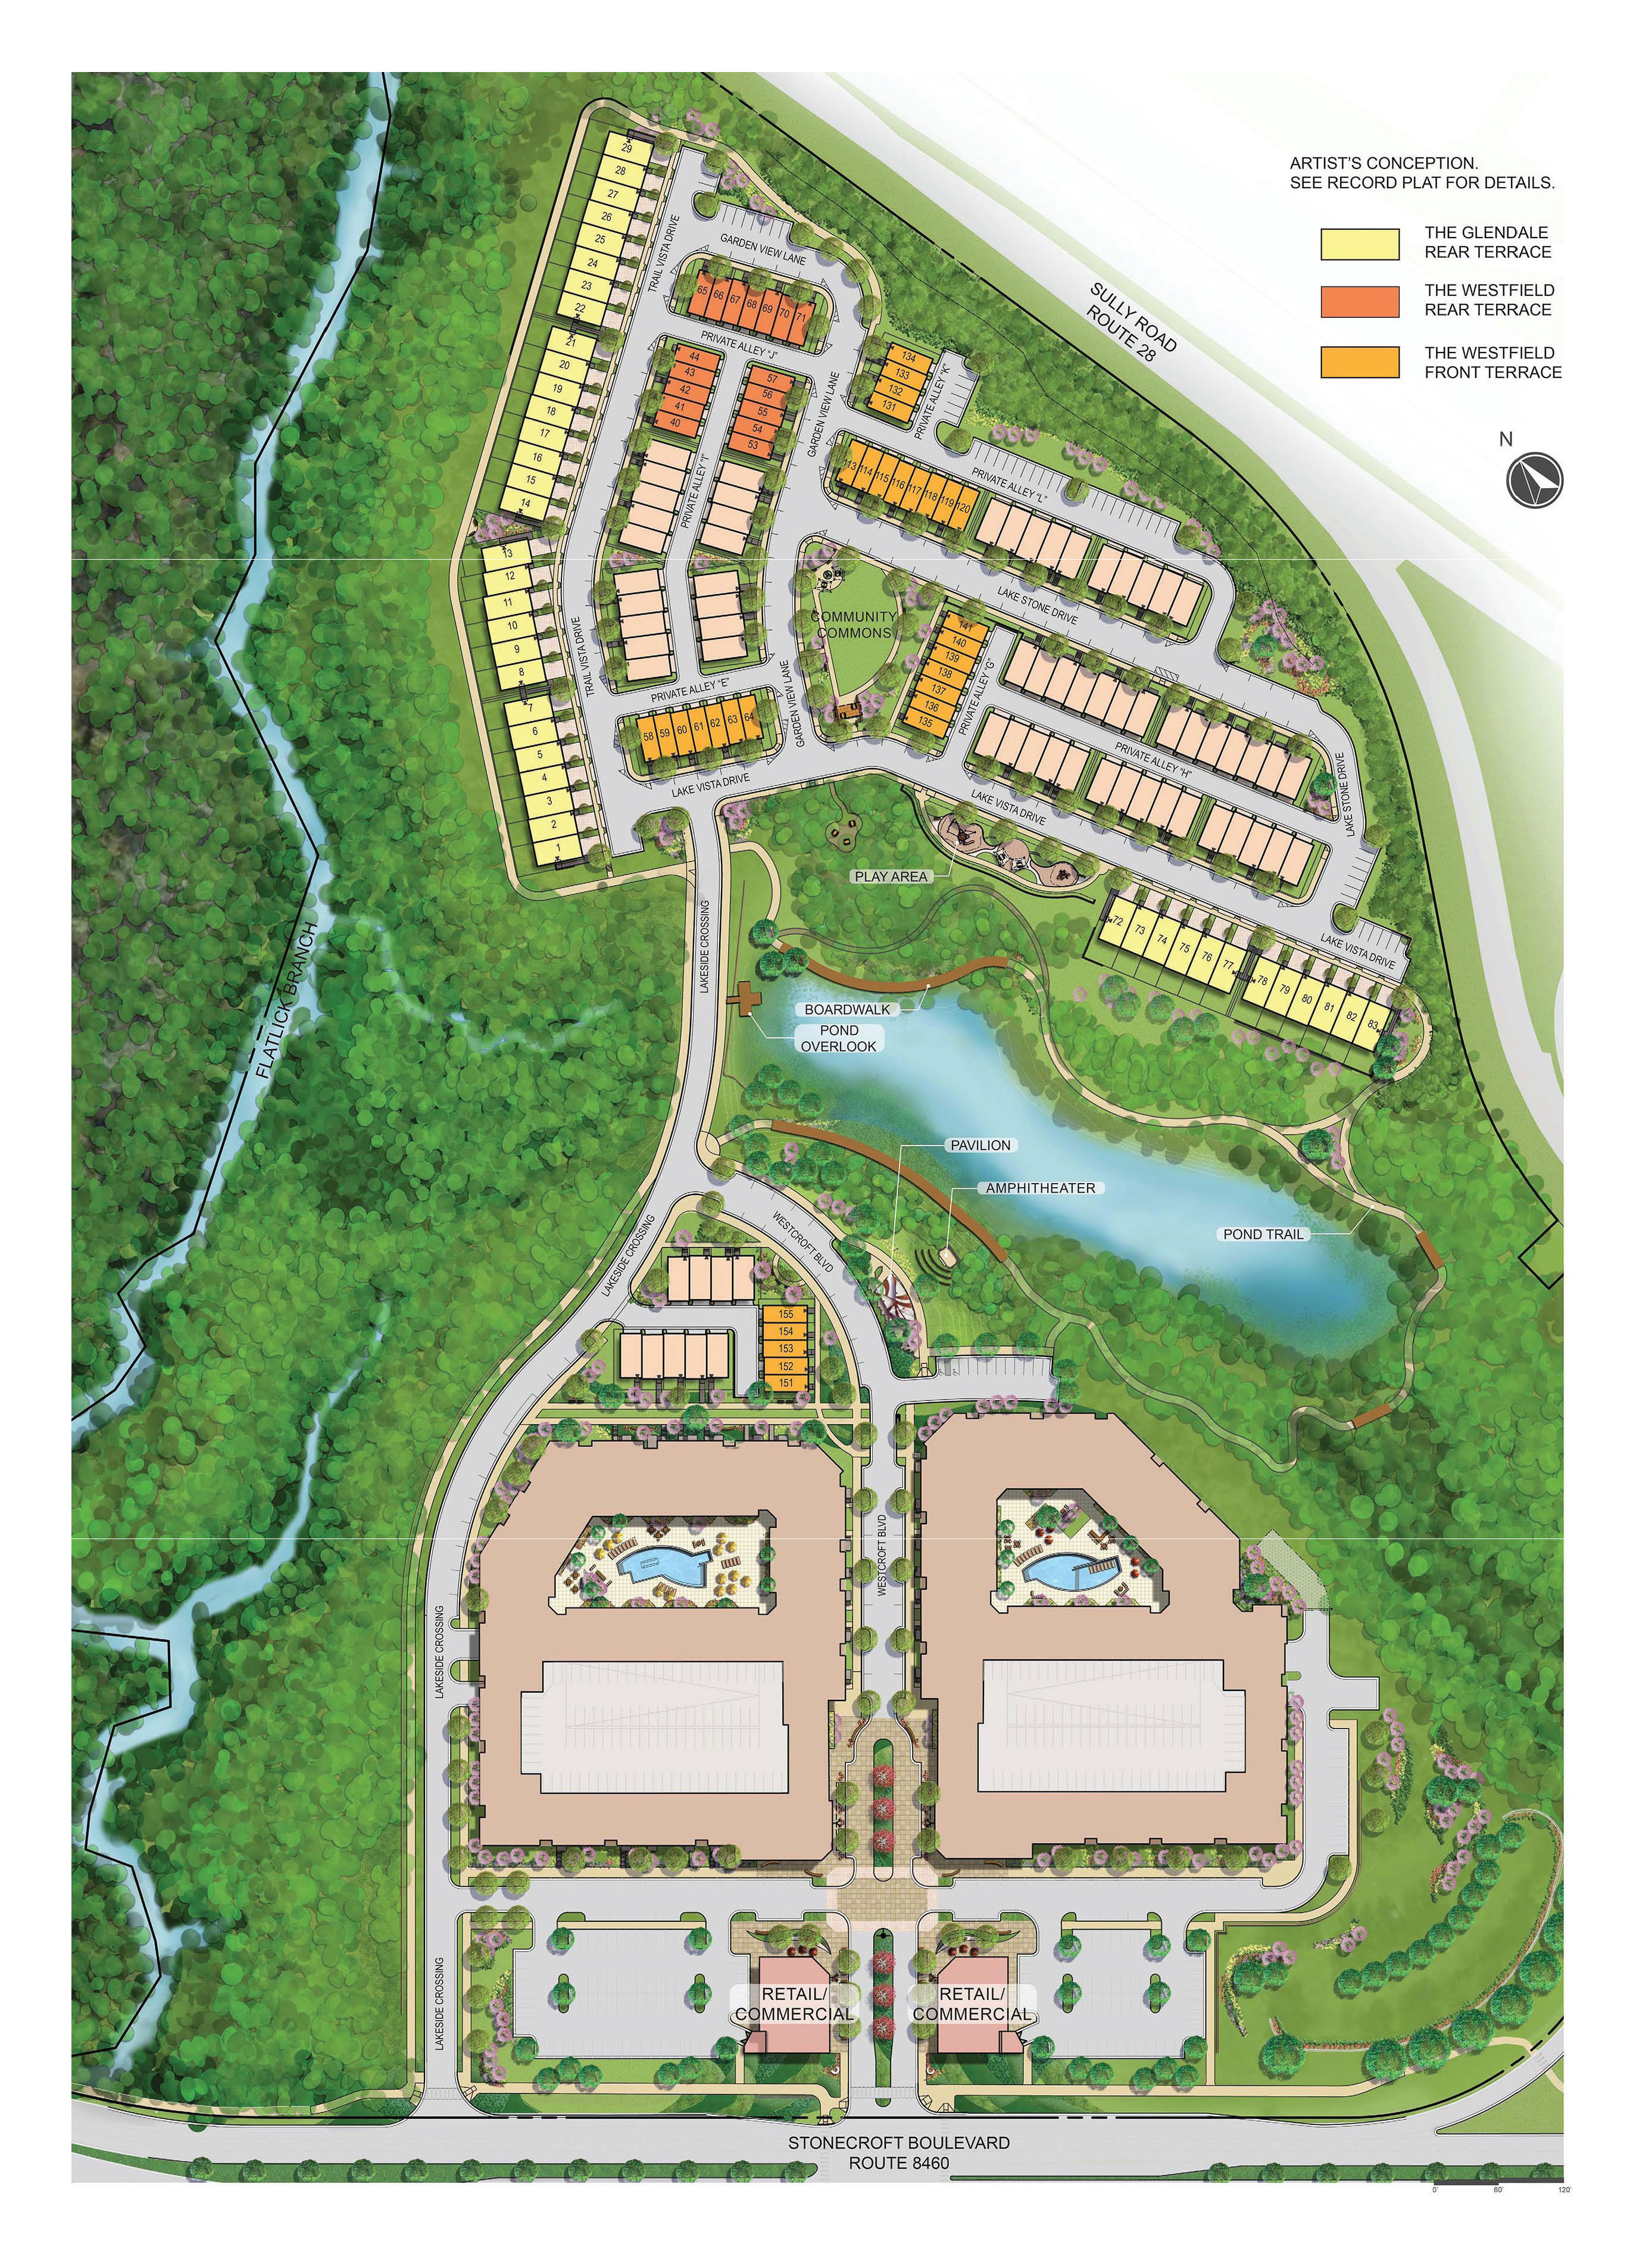 ARTIST'S CONCEPTION.
SEE RECORD PLAT FOR DETAILS.
THE GLENDALE
REAR TERRACE
THE WESTFIELD
REAR TERRACE
THE WESTFIELD
FRONT TERRACE
N
SULLY ROAD
ROUTE 28
29
28
27
26
25
24
23
22
21
20
19
18
17
16
15
14
13
12
11
10
9
8
7
6
5
4
3
2
1
TRAIL VISTA DRIVE
GARDEN VIEW LANE
65 66 67 68 69 70 71
PRIVATE ALLEY "J"
44
43
42
41
40
57
56
55
54
53
PRIVATE ALLEY "I"
GARDEN VIEW LANE
134
133
132
131
PRIVATE ALLEY "K"
113 114 115 116 117 118 119 120
PRIVATE ALLEY "L"
LAKE STONE DRIVE
COMMUNITY
COMMONS
141
140
139
138
137
136
135
PRIVATE ALLEY "G"
PRIVATE ALLEY "H"
LAKE STONE DRIVE
TRAIL VISTA DRIVE
PRIVATE ALLEY "E"
58 59 60 61 62 63 64
GARDEN VIEW LANE
LAKE VISTA DRIVE
LAKE VISTA DRIVE
PLAY AREA
72 73 74 75 76 77 78 79 80 81 82 83
LAKE VISTA DRIVE
LAKESIDE CROSSING
FLATLICK BRANCH
BOARDWALK
POND
OVERLOOK
PAVILION
AMPHITHEATER
POND TRAIL
WESTCROFT BLVD
LAKESIDE CROSSING
155
154
153
152
151
WESTCROFT BLVD
LAKESIDE CROSSING
LAKESIDE CROSSING
RETAIL/
COMMERCIAL
RETAIL/
COMMERCIAL
STONECROFT BOULEVARD
ROUTE 8460
0' 60' 120'